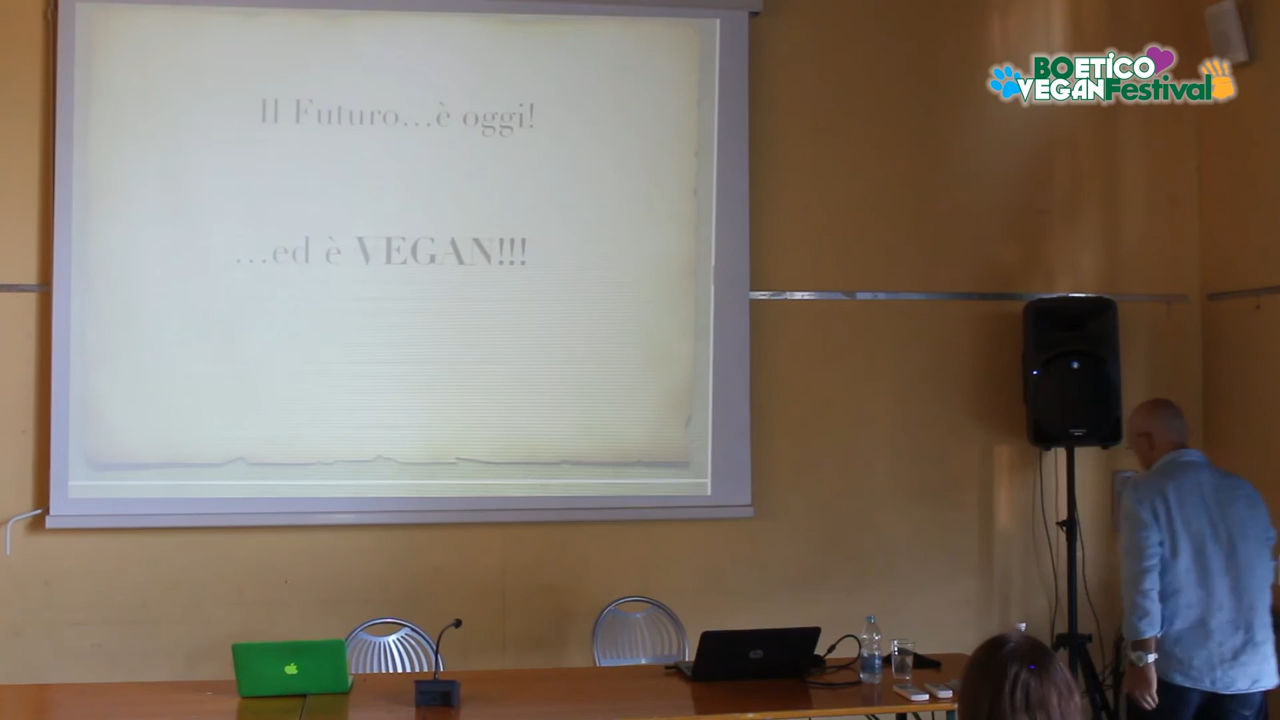 Il Futuro...è oggi!
...ed è VEGAN!!!
BOETICO
VEGANFestival